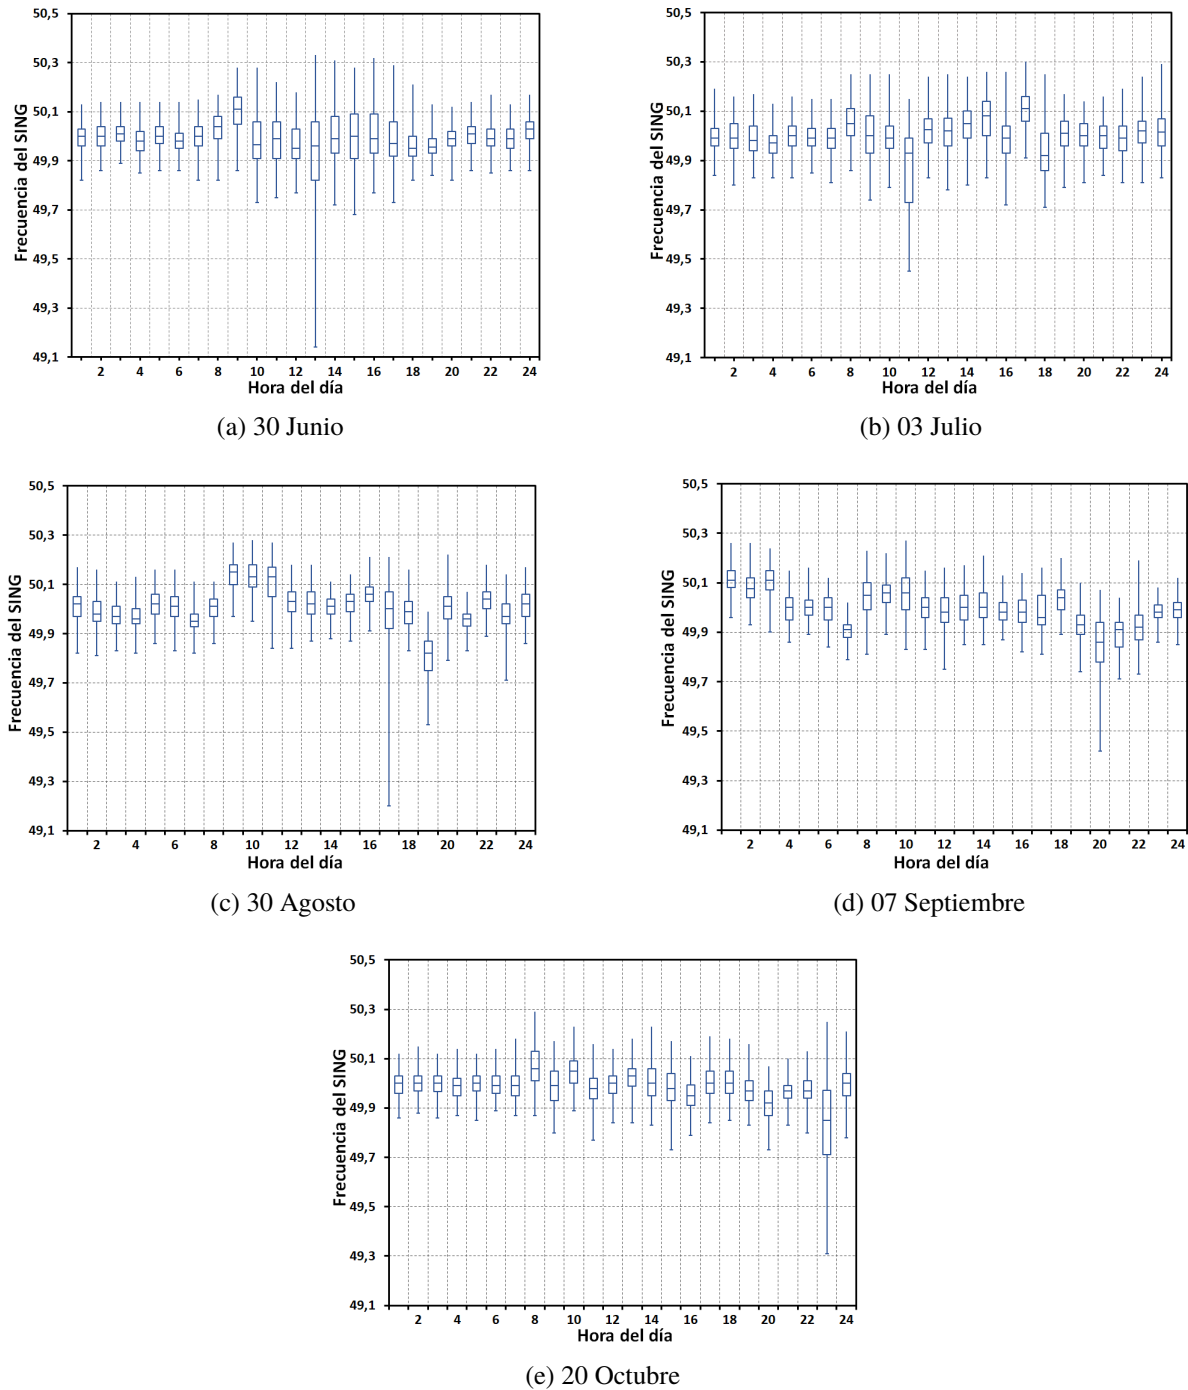 50,5
50,3
50,1
49,9
49,7
49,5
49,3
49,1
Frecuencia del SING
2 4 6 8 10 12 14 16 18 20 22 24
Hora del día
(a) 30 Junio
50,5
50,3
50,1
49,9
49,7
49,5
49,3
49,1
Frecuencia del SING
2 4 6 8 10 12 14 16 18 20 22 24
Hora del día
(b) 03 Julio
50,5
50,3
50,1
49,9
49,7
49,5
49,3
49,1
Frecuencia del SING
2 4 6 8 10 12 14 16 18 20 22 24
Hora del día
(c) 30 Agosto
50,5
50,3
50,1
49,9
49,7
49,5
49,3
49,1
Frecuencia del SING
2 4 6 8 10 12 14 16 18 20 22 24
Hora del día
(d) 07 Septiembre
50,5
50,3
50,1
49,9
49,7
49,5
49,3
49,1
Frecuencia del SING
2 4 6 8 10 12 14 16 18 20 22 24
Hora del día
(e) 20 Octubre